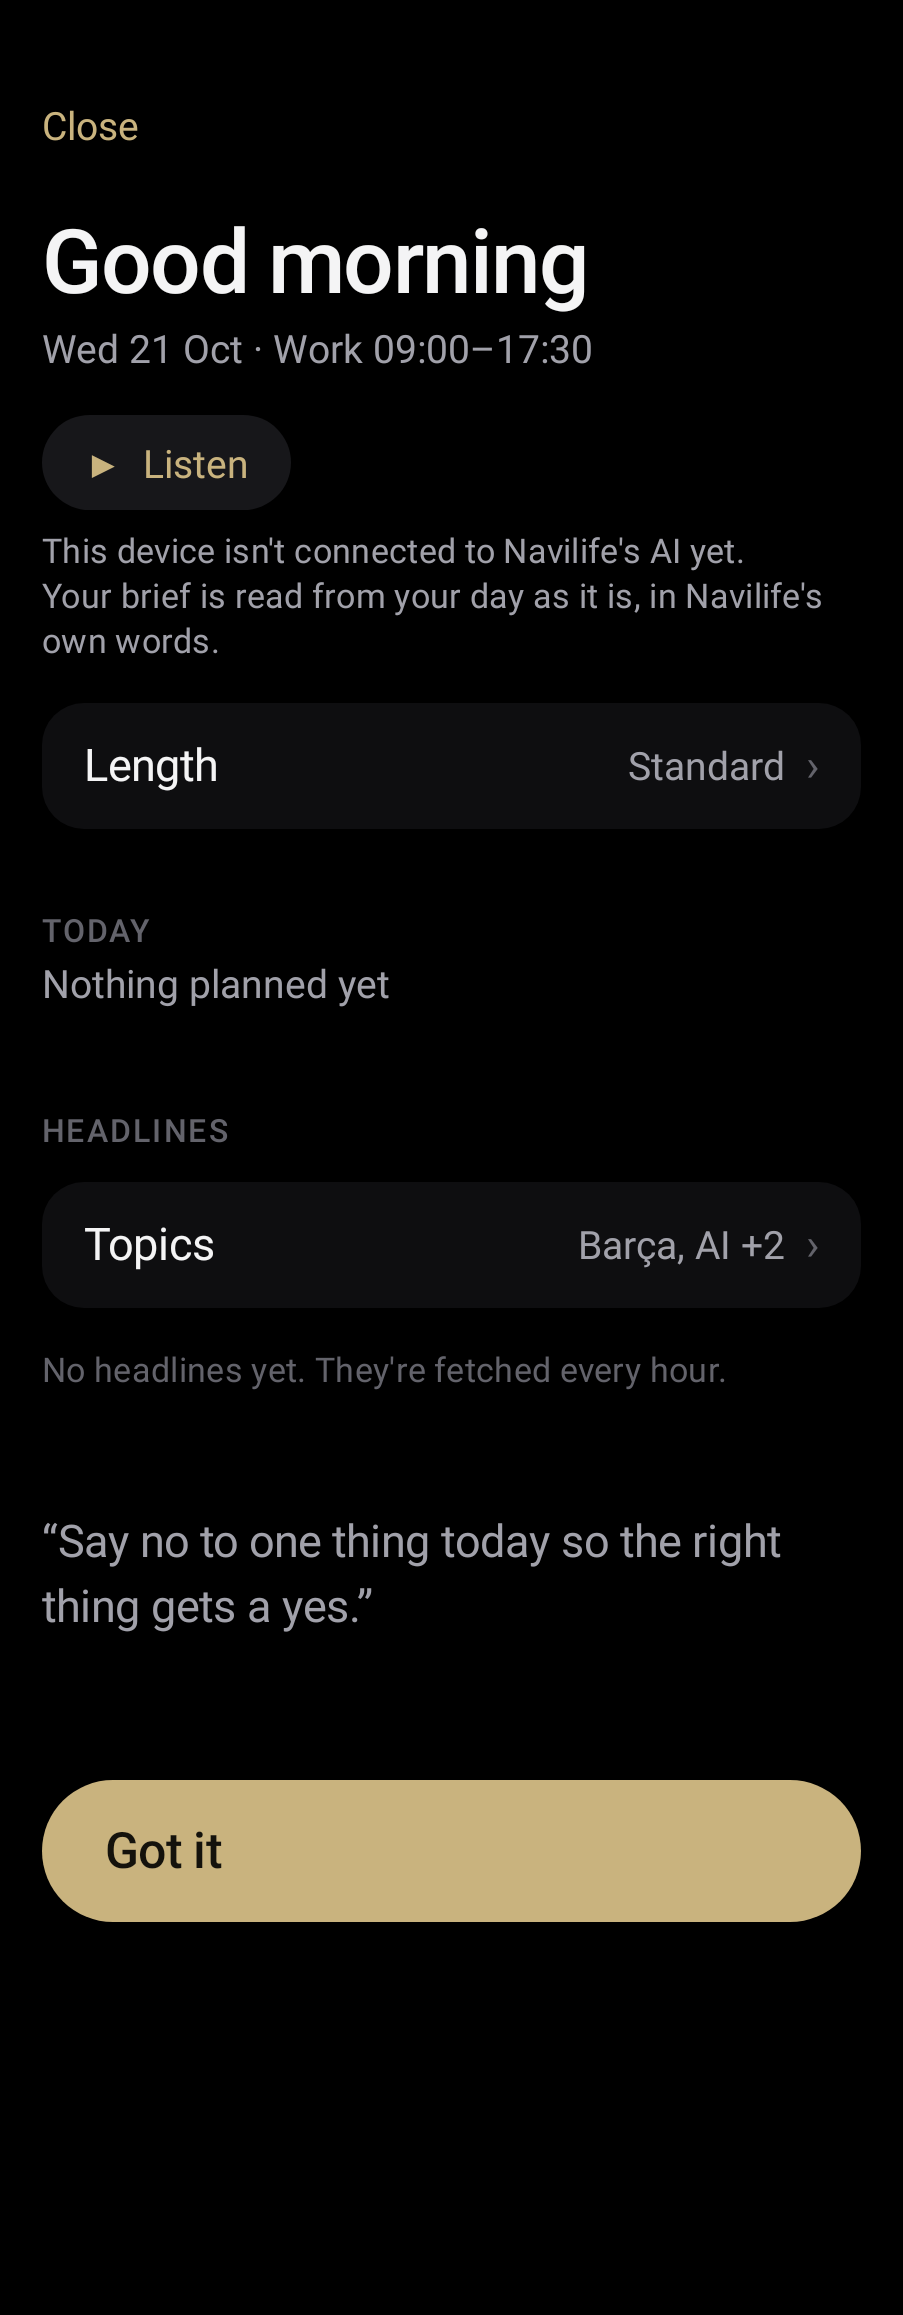 Close
Good morning
Wed 21 Oct · Work 09:00–17:30
► Listen
This device isn't connected to Navilife's AI yet.
Your brief is read from your day as it is, in Navilife's
own words.
Length Standard ›
TODAY
Nothing planned yet
HEADLINES
Topics Barça, AI +2 ›
No headlines yet. They're fetched every hour.
“Say no to one thing today so the right
thing gets a yes.”
Got it